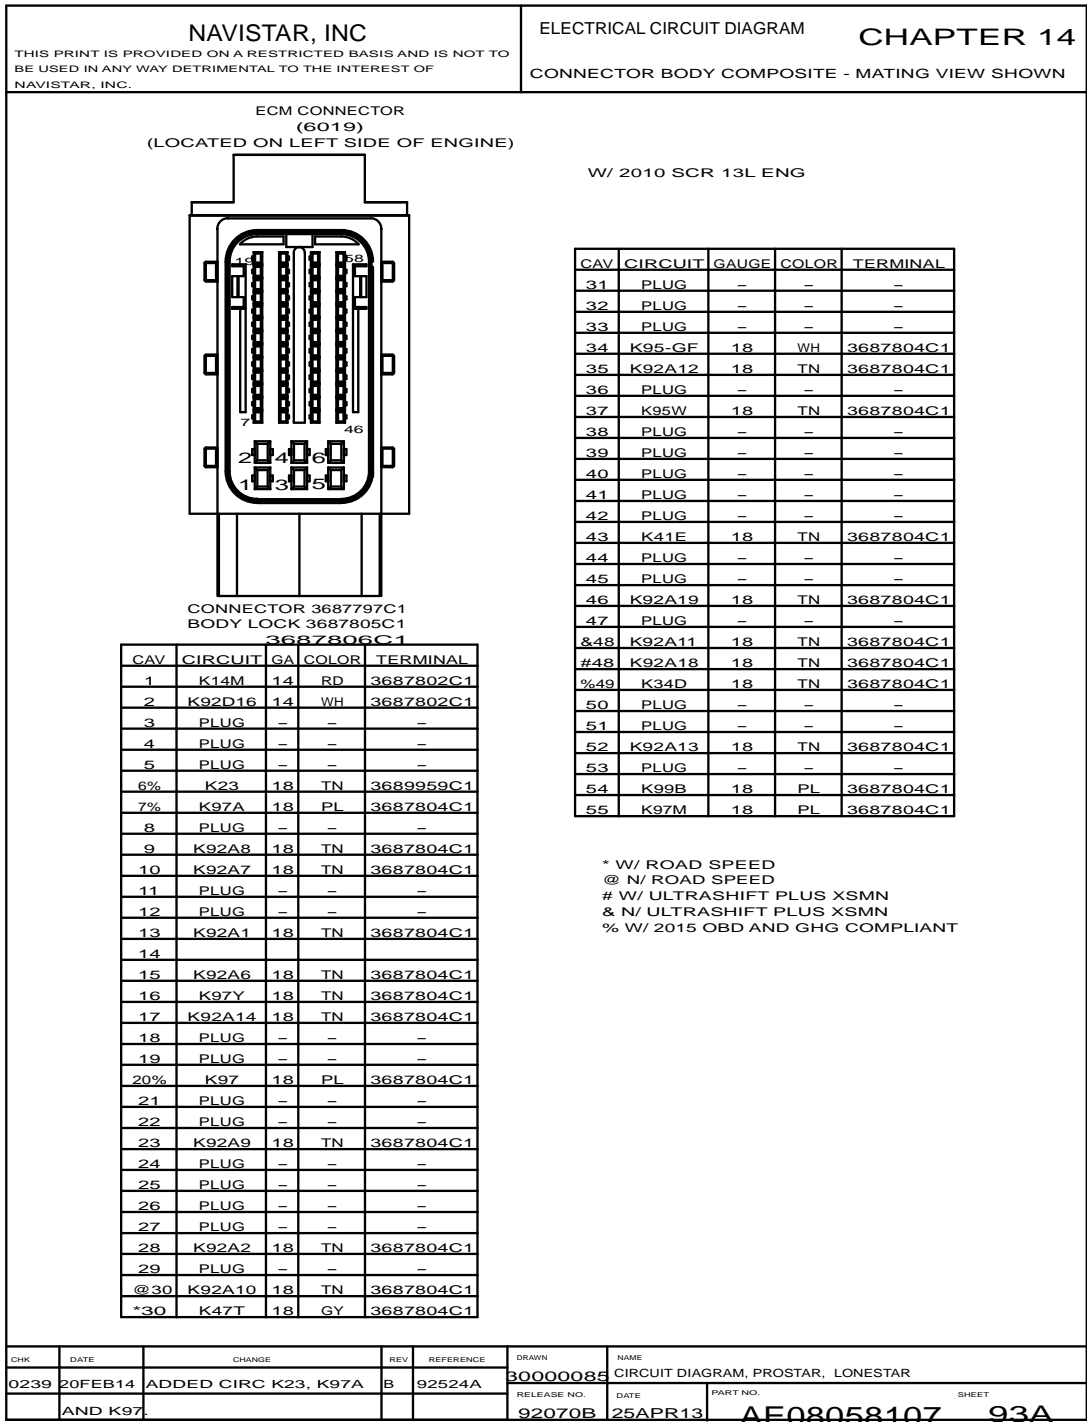 NAVISTAR, INC
THIS PRINT IS PROVIDED ON A RESTRICTED BASIS AND IS NOT TO
BE USED IN ANY WAY DETRIMENTAL TO THE INTEREST OF
NAVISTAR, INC.
ELECTRICAL CIRCUIT DIAGRAM
CHAPTER 14
CONNECTOR BODY COMPOSITE - MATING VIEW SHOWN
ECM CONNECTOR
(6019)
(LOCATED ON LEFT SIDE OF ENGINE)
19 58
7 46
2 4 6
1 3 5
CONNECTOR 3687797C1
BODY LOCK 3687805C1
3687806C1
CAV CIRCUIT GA COLOR TERMINAL
1 K14M 14 RD 3687802C1
2 K92D16 14 WH 3687802C1
3 PLUG – – –
4 PLUG – – –
5 PLUG – – –
6% K23 18 TN 3689959C1
7% K97A 18 PL 3687804C1
8 PLUG – – –
9 K92A8 18 TN 3687804C1
10 K92A7 18 TN 3687804C1
11 PLUG – – –
12 PLUG – – –
13 K92A1 18 TN 3687804C1
14
15 K92A6 18 TN 3687804C1
16 K97Y 18 TN 3687804C1
17 K92A14 18 TN 3687804C1
18 PLUG – – –
19 PLUG – – –
20% K97 18 PL 3687804C1
21 PLUG – – –
22 PLUG – – –
23 K92A9 18 TN 3687804C1
24 PLUG – – –
25 PLUG – – –
26 PLUG – – –
27 PLUG – – –
28 K92A2 18 TN 3687804C1
29 PLUG – – –
@30 K92A10 18 TN 3687804C1
*30 K47T 18 GY 3687804C1
W/ 2010 SCR 13L ENG
CAV CIRCUIT GAUGE COLOR TERMINAL
31 PLUG – – –
32 PLUG – – –
33 PLUG – – –
34 K95-GF 18 WH 3687804C1
35 K92A12 18 TN 3687804C1
36 PLUG – – –
37 K95W 18 TN 3687804C1
38 PLUG – – –
39 PLUG – – –
40 PLUG – – –
41 PLUG – – –
42 PLUG – – –
43 K41E 18 TN 3687804C1
44 PLUG – – –
45 PLUG – – –
46 K92A19 18 TN 3687804C1
47 PLUG – – –
&48 K92A11 18 TN 3687804C1
#48 K92A18 18 TN 3687804C1
%49 K34D 18 TN 3687804C1
50 PLUG – – –
51 PLUG – – –
52 K92A13 18 TN 3687804C1
53 PLUG – – –
54 K99B 18 PL 3687804C1
55 K97M 18 PL 3687804C1
* W/ ROAD SPEED
@ N/ ROAD SPEED
# W/ ULTRASHIFT PLUS XSMN
& N/ ULTRASHIFT PLUS XSMN
% W/ 2015 OBD AND GHG COMPLIANT
CHK DATE CHANGE REV REFERENCE
0239 20FEB14 ADDED CIRC K23, K97A B 92524A
AND K97.
DRAWN NAME
30000085 CIRCUIT DIAGRAM, PROSTAR, LONESTAR
RELEASE NO. DATE PART NO. SHEET
92070B 25APR13 AE08058107 93A